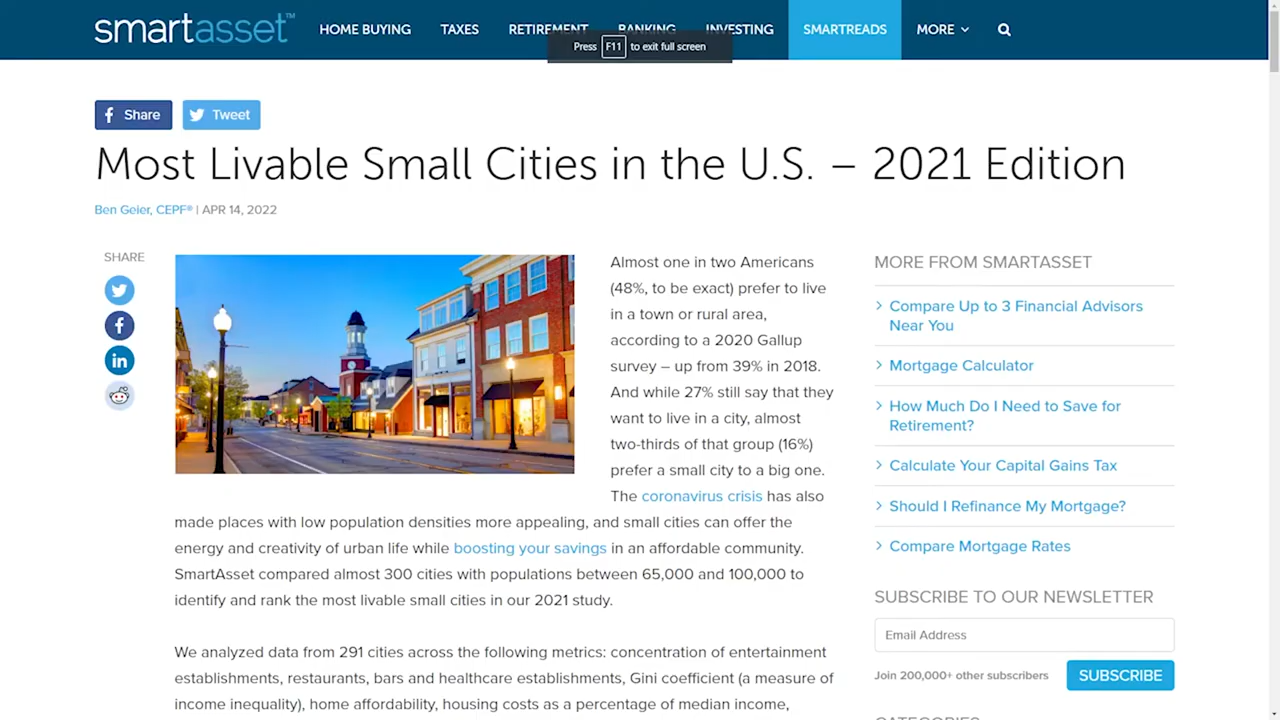 smartasset™
HOME BUYING
TAXES
RETIREMENT
BANKING
INVESTING
SMARTREADS
MORE
Press F11 to exit full screen
Share
Tweet
Most Livable Small Cities in the U.S. – 2021 Edition
Ben Geier, CEPF® | APR 14, 2022
SHARE
Almost one in two Americans
(48%, to be exact) prefer to live
in a town or rural area,
according to a 2020 Gallup
survey – up from 39% in 2018.
And while 27% still say that they
want to live in a city, almost
two-thirds of that group (16%)
prefer a small city to a big one.
The coronavirus crisis has also
made places with low population densities more appealing, and small cities can offer the
energy and creativity of urban life while boosting your savings in an affordable community.
SmartAsset compared almost 300 cities with populations between 65,000 and 100,000 to
identify and rank the most livable small cities in our 2021 study.
We analyzed data from 291 cities across the following metrics: concentration of entertainment
establishments, restaurants, bars and healthcare establishments, Gini coefficient (a measure of
income inequality), home affordability, housing costs as a percentage of median income,
MORE FROM SMARTASSET
Compare Up to 3 Financial Advisors
Near You
Mortgage Calculator
How Much Do I Need to Save for
Retirement?
Calculate Your Capital Gains Tax
Should I Refinance My Mortgage?
Compare Mortgage Rates
SUBSCRIBE TO OUR NEWSLETTER
Email Address
Join 200,000+ other subscribers
SUBSCRIBE
CATEGORIES